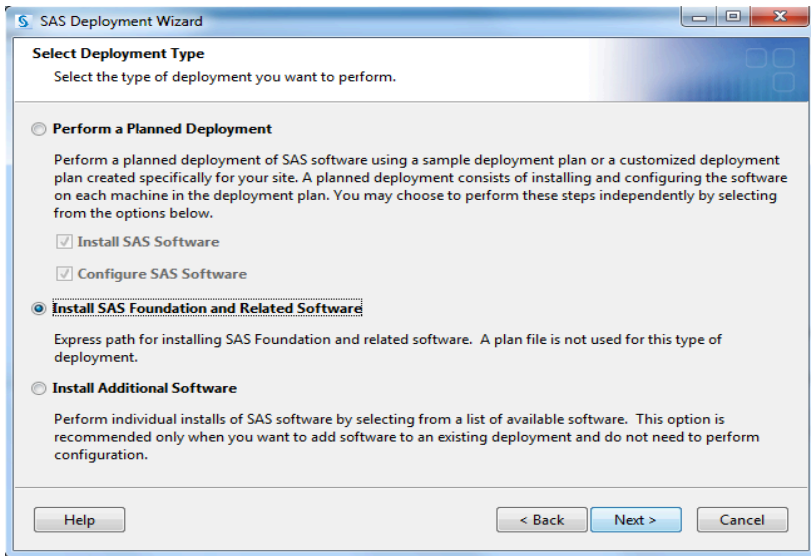 SAS Deployment Wizard
Select Deployment Type
Select the type of deployment you want to perform.
Perform a Planned Deployment
Perform a planned deployment of SAS software using a sample deployment plan or a customized deployment
plan created specifically for your site. A planned deployment consists of installing and configuring the software
on each machine in the deployment plan. You may choose to perform these steps independently by selecting
from the options below.
Install SAS Software
Configure SAS Software
Install SAS Foundation and Related Software
Express path for installing SAS Foundation and related software. A plan file is not used for this type of
deployment.
Install Additional Software
Perform individual installs of SAS software by selecting from a list of available software. This option is
recommended only when you want to add software to an existing deployment and do not need to perform
configuration.
Help
< Back
Next >
Cancel